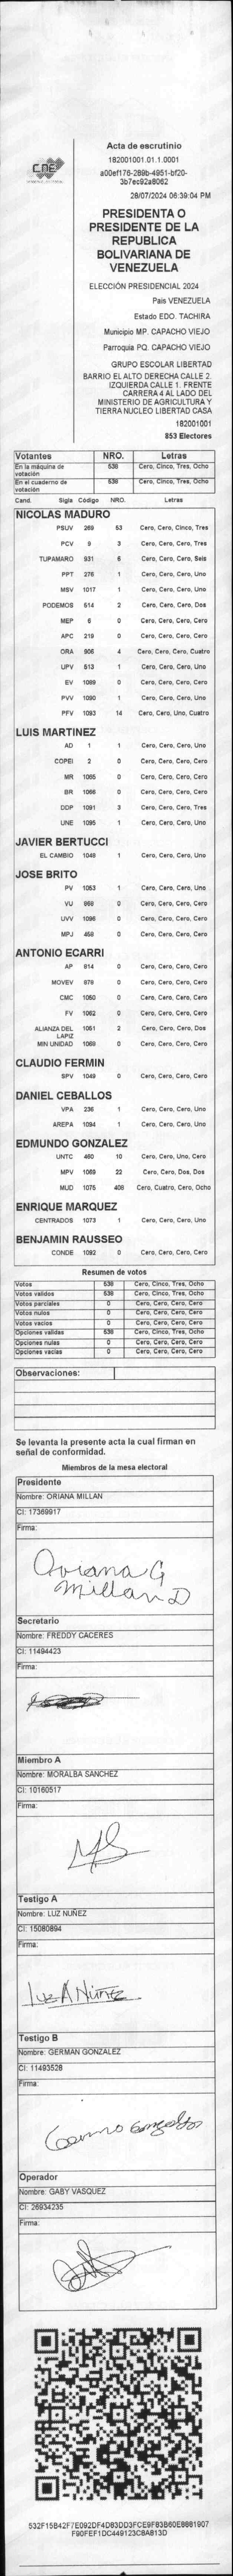 CNE
Acta de escrutinio
182001001.01.1.0001
a00ef176-289b-4951-bf20-
3b7ec92a8062
28/07/2024 06:39:04 PM
PRESIDENTA O
PRESIDENTE DE LA
REPUBLICA
BOLIVARIANA DE
VENEZUELA
ELECCIÓN PRESIDENCIAL 2024
Pais VENEZUELA
Estado EDO. TACHIRA
Municipio MP. CAPACHO VIEJO
Parroquia PQ. CAPACHO VIEJO
GRUPO ESCOLAR LIBERTAD
BARRIO EL ALTO DERECHA CALLE 2.
IZQUIERDA CALLE 1. FRENTE
CARRERA 4 AL LADO DEL
MINISTERIO DE AGRICULTURA Y
TIERRA NUCLEO LIBERTAD CASA
182001001
853 Electores
Votantes NRO. Letras
En la máquina de votación 538 Cero, Cinco, Tres, Ocho
En el cuaderno de votación 538 Cero, Cinco, Tres, Ocho
Cand. Sigla Código NRO. Letras
NICOLAS MADURO
PSUV 269 53 Cero, Cero, Cinco, Tres
PCV 9 3 Cero, Cero, Cero, Tres
TUPAMARO 931 6 Cero, Cero, Cero, Seis
PPT 276 1 Cero, Cero, Cero, Uno
MSV 1017 1 Cero, Cero, Cero, Uno
PODEMOS 514 2 Cero, Cero, Cero, Dos
MEP 6 0 Cero, Cero, Cero, Cero
APC 219 0 Cero, Cero, Cero, Cero
ORA 906 4 Cero, Cero, Cero, Cuatro
UPV 513 1 Cero, Cero, Cero, Uno
EV 1089 0 Cero, Cero, Cero, Cero
PVV 1090 1 Cero, Cero, Cero, Uno
PFV 1093 14 Cero, Cero, Uno, Cuatro
LUIS MARTINEZ
AD 1 1 Cero, Cero, Cero, Uno
COPEI 2 0 Cero, Cero, Cero, Cero
MR 1065 0 Cero, Cero, Cero, Cero
BR 1066 0 Cero, Cero, Cero, Cero
DDP 1091 3 Cero, Cero, Cero, Tres
UNE 1095 1 Cero, Cero, Cero, Uno
JAVIER BERTUCCI
EL CAMBIO 1048 1 Cero, Cero, Cero, Uno
JOSE BRITO
PV 1053 1 Cero, Cero, Cero, Uno
VU 868 0 Cero, Cero, Cero, Cero
UVV 1096 0 Cero, Cero, Cero, Cero
MPJ 458 0 Cero, Cero, Cero, Cero
ANTONIO ECARRI
AP 814 0 Cero, Cero, Cero, Cero
MOVEV 878 0 Cero, Cero, Cero, Cero
CMC 1050 0 Cero, Cero, Cero, Cero
FV 1062 0 Cero, Cero, Cero, Cero
ALIANZA DEL LAPIZ 1051 2 Cero, Cero, Cero, Dos
MIN UNIDAD 1069 0 Cero, Cero, Cero, Cero
CLAUDIO FERMIN
SPV 1049 0 Cero, Cero, Cero, Cero
DANIEL CEBALLOS
VPA 236 1 Cero, Cero, Cero, Uno
AREPA 1094 1 Cero, Cero, Cero, Uno
EDMUNDO GONZALEZ
UNTC 460 10 Cero, Cero, Uno, Cero
MPV 1069 22 Cero, Cero, Dos, Dos
MUD 1075 408 Cero, Cuatro, Cero, Ocho
ENRIQUE MARQUEZ
CENTRADOS 1073 1 Cero, Cero, Cero, Uno
BENJAMIN RAUSSEO
CONDE 1092 0 Cero, Cero, Cero, Cero
Resumen de votos
Votos 538 Cero, Cinco, Tres, Ocho
Votos validos 538 Cero, Cinco, Tres, Ocho
Votos parciales 0 Cero, Cero, Cero, Cero
Votos nulos 0 Cero, Cero, Cero, Cero
Votos vacios 0 Cero, Cero, Cero, Cero
Opciones validas 538 Cero, Cinco, Tres, Ocho
Opciones nulas 0 Cero, Cero, Cero, Cero
Opciones vacias 0 Cero, Cero, Cero, Cero
Observaciones:
Se levanta la presente acta la cual firman en
señal de conformidad.
Miembros de la mesa electoral
Presidente
Nombre: ORIANA MILLAN
CI: 17369917
Firma:
Oriana G
Millan D
Secretario
Nombre: FREDDY CACERES
CI: 11494423
Firma:
Miembro A
Nombre: MORALBA SANCHEZ
CI: 10160517
Firma:
MS
Testigo A
Nombre: LUZ NUÑEZ
CI: 15080894
Firma:
Luz A Núñez
Testigo B
Nombre: GERMAN GONZALEZ
CI: 11493528
Firma:
Operador
Nombre: GABY VASQUEZ
CI: 26934235
Firma:
532F15B42F7E092DF4D83DD3FCE9F83B60E8681907
F90FEF1DC449123C8A813D